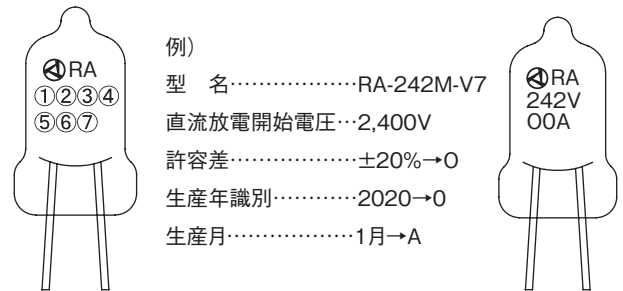 RA
①②③④
⑤⑥⑦
例）
型　名………………RA-242M-V7
直流放電開始電圧…2,400V
許容差………………±20%→O
生産年識別…………2020→0
生産月………………1月→A
RA
242V
O0A